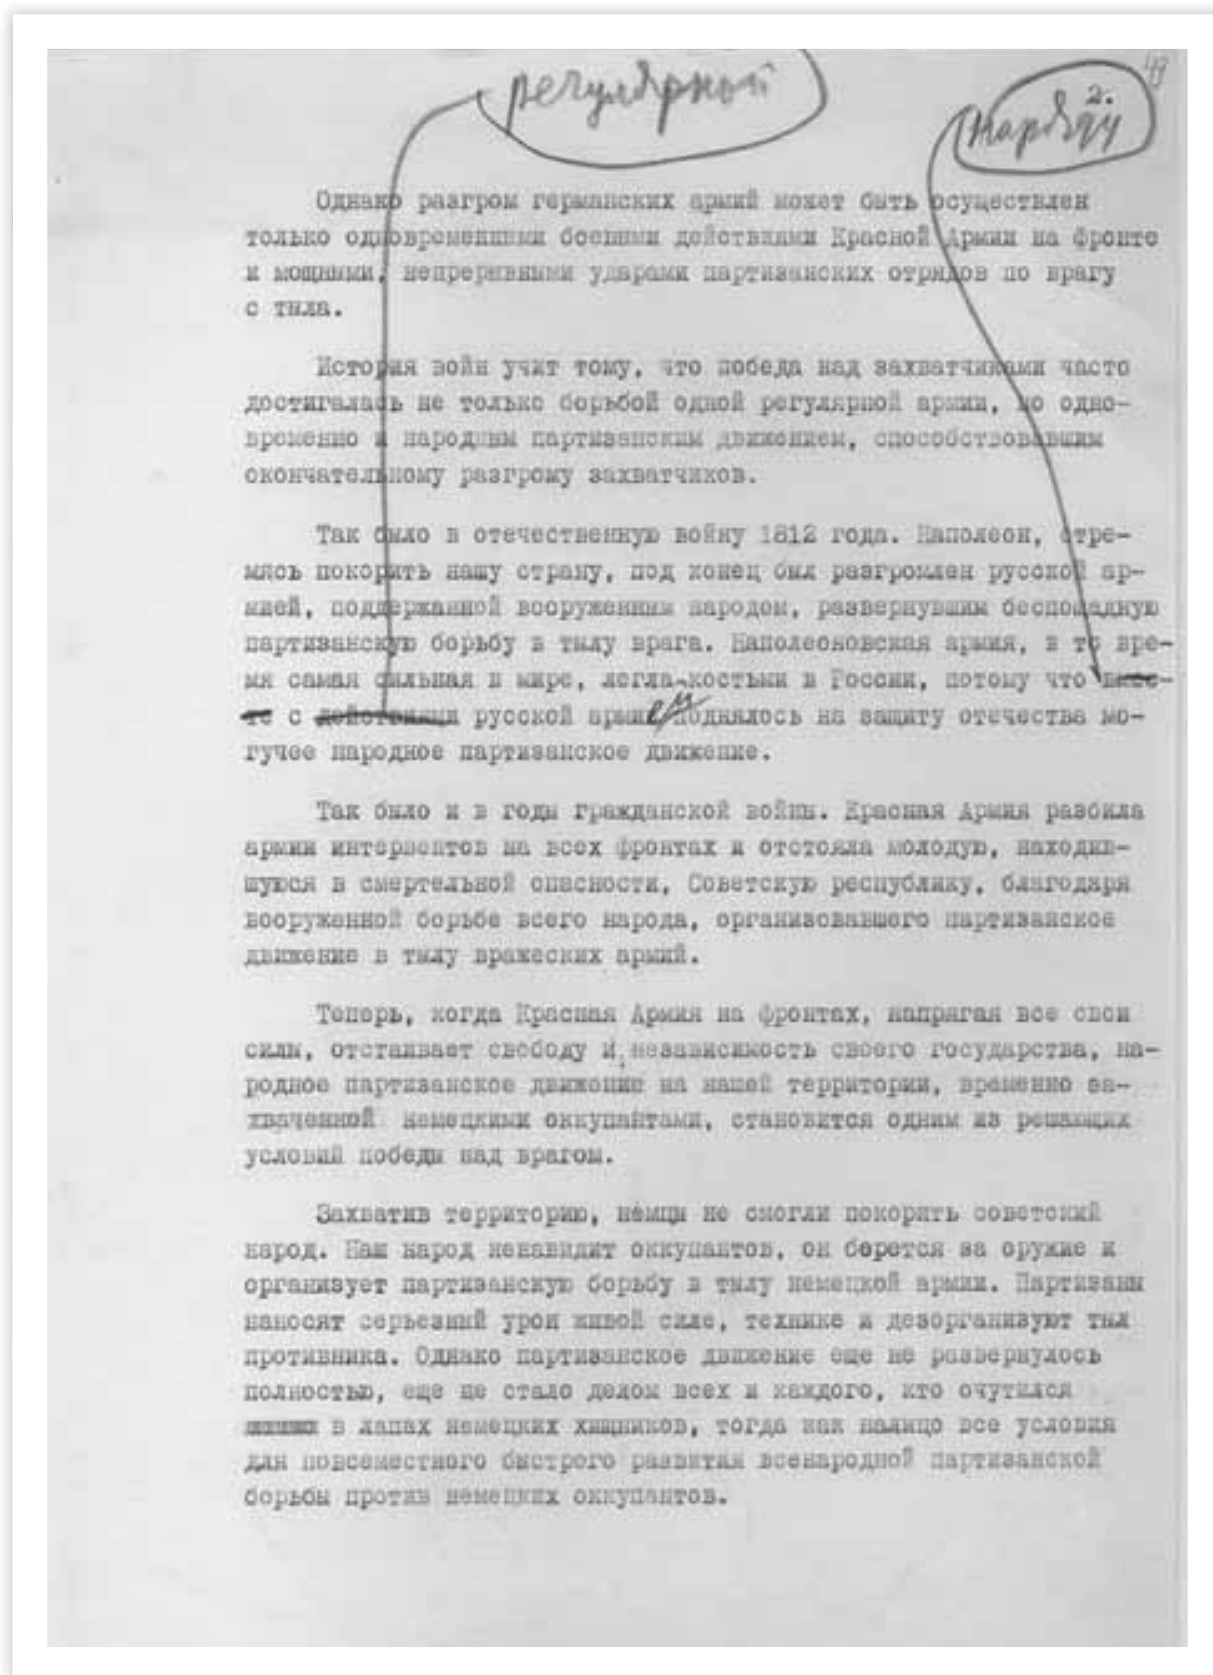 регулярной
43
2.
наряду
Однако разгром германских армий может быть осуществлен
только одновременными боевыми действиями Красной Армии на фронте
и мощными, непрерывными ударами партизанских отрядов по врагу
с тыла.
История войн учит тому, что победа над захватчиками часто
достигалась не только борьбой одной регулярной армии, но одно-
временно и народным партизанским движением, способствовавшим
окончательному разгрому захватчиков.
Так было в отечественную войну 1812 года. Наполеон, стре-
мясь покорить нашу страну, под конец был разгромлен русской ар-
мией, поддержанной вооруженным народом, развернувшим беспощадную
партизанскую борьбу в тылу врага. Наполеоновская армия, в то вре-
мя самая сильная в мире, легла костьми в России, потому что вмес-
те с действиями русской армией поднялось на защиту отечества мо-
гучее народное партизанское движение.
Так было и в годы гражданской войны. Красная Армия разбила
армии интервентов на всех фронтах и отстояла молодую, находив-
шуюся в смертельной опасности, Советскую республику, благодаря
вооруженной борьбе всего народа, организовавшего партизанское
движение в тылу вражеских армий.
Теперь, когда Красная Армия на фронтах, напрягая все свои
силы, отстаивает свободу и независимость своего государства, на-
родное партизанское движение на нашей территории, временно за-
хваченной немецкими оккупантами, становится одним из решающих
условий победы над врагом.
Захватив территорию, немцы не смогли покорить советский
народ. Наш народ ненавидит оккупантов, он берется за оружие и
организует партизанскую борьбу в тылу немецкой армии. Партизаны
наносят серьезный урон живой силе, технике и дезорганизуют тыл
противника. Однако партизанское движение еще не развернулось
полностью, еще не стало делом всех и каждого, кто очутился
в лапах немецких хищников, тогда как налицо все условия
для повсеместного быстрого развития всенародной партизанской
борьбы против немецких оккупантов.